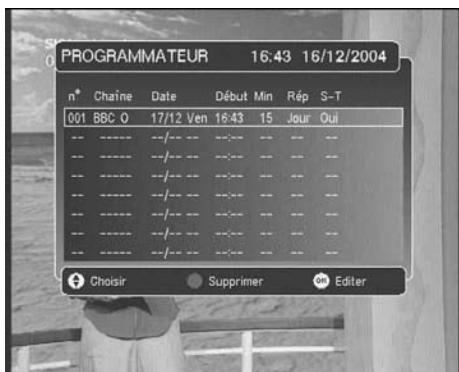 PROGRAMMATEUR 16:43 16/12/2004
n° Chaîne Date Début Min Rép S-T
001 BBC O 17/12 Ven 16:43 15 Jour Oui
-- ----- --/-- -- --:-- -- -- --
-- ----- --/-- -- --:-- -- -- --
-- ----- --/-- -- --:-- -- -- --
-- ----- --/-- -- --:-- -- -- --
-- ----- --/-- -- --:-- -- -- --
-- ----- --/-- -- --:-- -- -- --
-- ----- --/-- -- --:-- -- -- --
Choisir Supprimer OK Editer